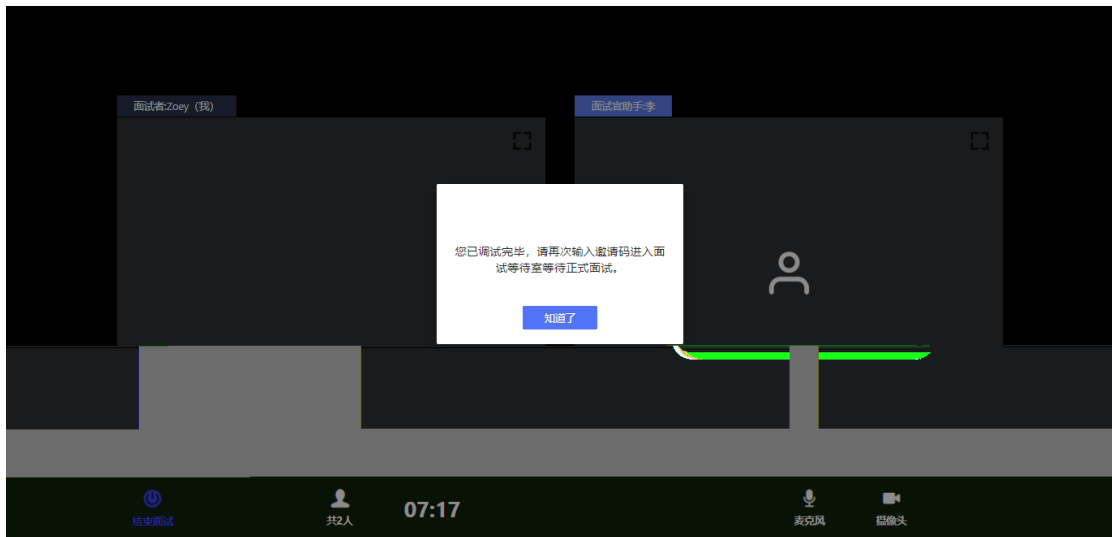 面试者:Zoey（我）
面试官助手:李
您已调试完毕，请再次输入邀请码进入面
试等待室等待正式面试。
知道了
结束面试
共2人
07:17
麦克风
摄像头